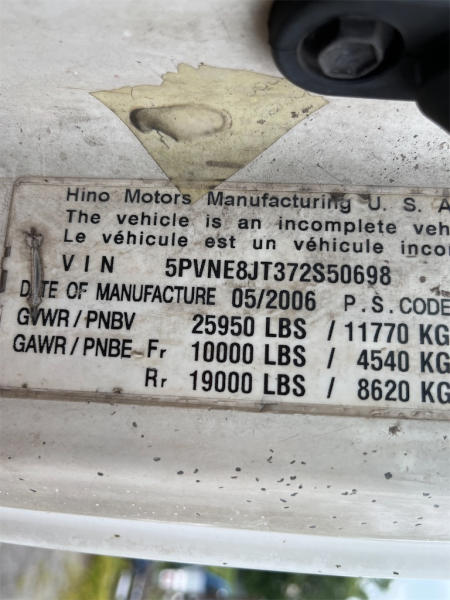 Hino Motors Manufacturing U. S. A
The vehicle is an incomplete veh
Le véhicule est un véhicule inco
VIN 5PVNE8JT372S50698
DATE OF MANUFACTURE 05/2006 P.S.CODE
GVWR/PNBV 25950 LBS / 11770 KG
GAWR/PNBE Fr 10000 LBS / 4540 KG
Rr 19000 LBS / 8620 KG